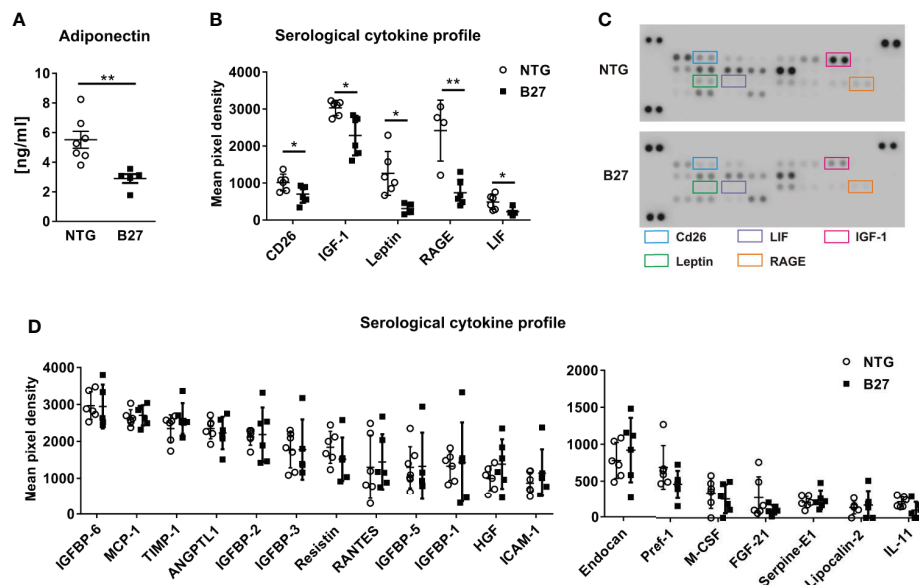 A
Adiponectin
**
[ng/ml]
8
6
4
2
0
NTG
B27
B
Serological cytokine profile
NTG
B27
Mean pixel density
4000
3000
2000
1000
0
*
*
*
**
*
CD26
IGF-1
Leptin
RAGE
LIF
C
NTG
B27
Cd26
LIF
IGF-1
Leptin
RAGE
D
Serological cytokine profile
Mean pixel density
4000
3000
2000
1000
0
IGFBP-6
MCP-1
TIMP-1
ANGPTL1
IGFBP-2
IGFBP-3
Resistin
RANTES
IGFBP-5
IGFBP-1
HGF
ICAM-1
2000
1500
1000
500
0
NTG
B27
Endocan
Pref-1
M-CSF
FGF-21
Serpine-E1
Lipocalin-2
IL-11